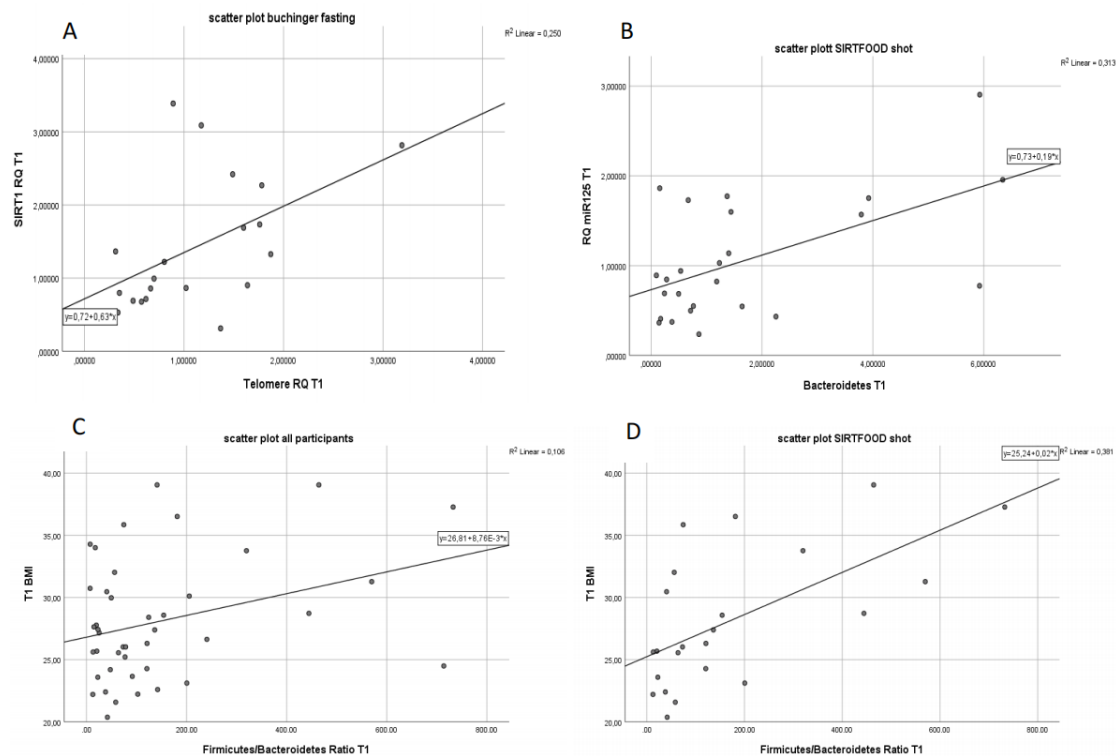 A
scatter plot buchinger fasting
R2 Linear = 0,250
4,00000
3,00000
2,00000
1,00000
,00000
SIRT1 RQ T1
y=0,72+0,63*x
,00000 1,00000 2,00000 3,00000 4,00000
Telomere RQ T1
B
scatter plott SIRTFOOD shot
R2 Linear = 0,313
3,00000
2,00000
1,00000
,00000
RQ miR125 T1
y=0,73+0,19*x
,00000 2,00000 4,00000 6,00000
Bacteroidetes T1
C
scatter plot all participants
R2 Linear = 0,106
40,00
35,00
30,00
25,00
20,00
T1 BMI
y=26,81+8,76E-3*x
.00 200.00 400.00 600.00 800.00
Firmicutes/Bacteroidetes Ratio T1
D
scatter plot SIRTFOOD shot
y=25,24+0,02*x
R2 Linear = 0,381
40,00
35,00
30,00
25,00
20,00
T1 BMI
.00 200.00 400.00 600.00 800.00
Firmicutes/Bacteroidetes Ratio T1